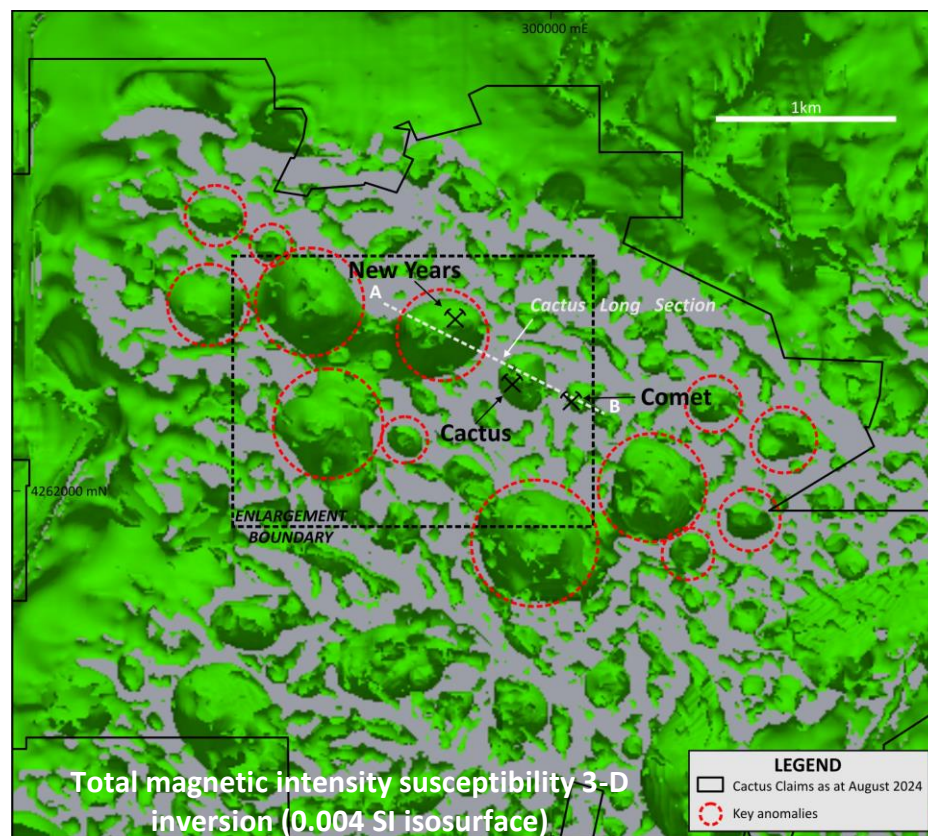 300000 mE
1km
New Years
A
Cactus Long Section
B
Comet
Cactus
4262000 mN
ENLARGEMENT
BOUNDARY
Total magnetic intensity susceptibility 3-D
inversion (0.004 SI isosurface)
LEGEND
Cactus Claims as at August 2024
Key anomalies